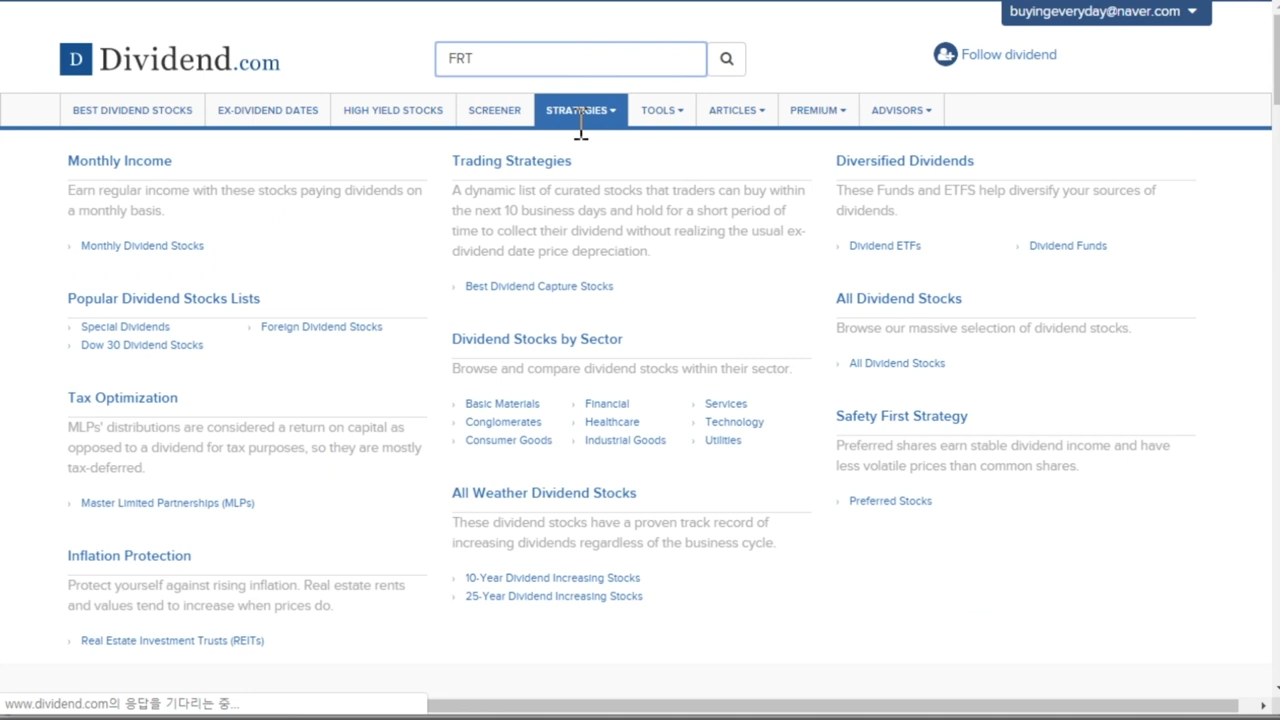 buyingeveryday@naver.com
D Dividend.com
FRT
Follow dividend
BEST DIVIDEND STOCKS EX-DIVIDEND DATES HIGH YIELD STOCKS SCREENER STRATEGIES TOOLS ARTICLES PREMIUM ADVISORS
Monthly Income
Earn regular income with these stocks paying dividends on
a monthly basis.
Monthly Dividend Stocks
Popular Dividend Stocks Lists
Special Dividends Foreign Dividend Stocks
Dow 30 Dividend Stocks
Tax Optimization
MLPs' distributions are considered a return on capital as
opposed to a dividend for tax purposes, so they are mostly
tax-deferred.
Master Limited Partnerships (MLPs)
Inflation Protection
Protect yourself against rising inflation. Real estate rents
and values tend to increase when prices do.
Real Estate Investment Trusts (REITs)
Trading Strategies
A dynamic list of curated stocks that traders can buy within
the next 10 business days and hold for a short period of
time to collect their dividend without realizing the usual ex-
dividend date price depreciation.
Best Dividend Capture Stocks
Dividend Stocks by Sector
Browse and compare dividend stocks within their sector.
Basic Materials Financial Services
Conglomerates Healthcare Technology
Consumer Goods Industrial Goods Utilities
All Weather Dividend Stocks
These dividend stocks have a proven track record of
increasing dividends regardless of the business cycle.
10-Year Dividend Increasing Stocks
25-Year Dividend Increasing Stocks
Diversified Dividends
These Funds and ETFS help diversify your sources of
dividends.
Dividend ETFs Dividend Funds
All Dividend Stocks
Browse our massive selection of dividend stocks.
All Dividend Stocks
Safety First Strategy
Preferred shares earn stable dividend income and have
less volatile prices than common shares.
Preferred Stocks
www.dividend.com의 응답을 기다리는 중...